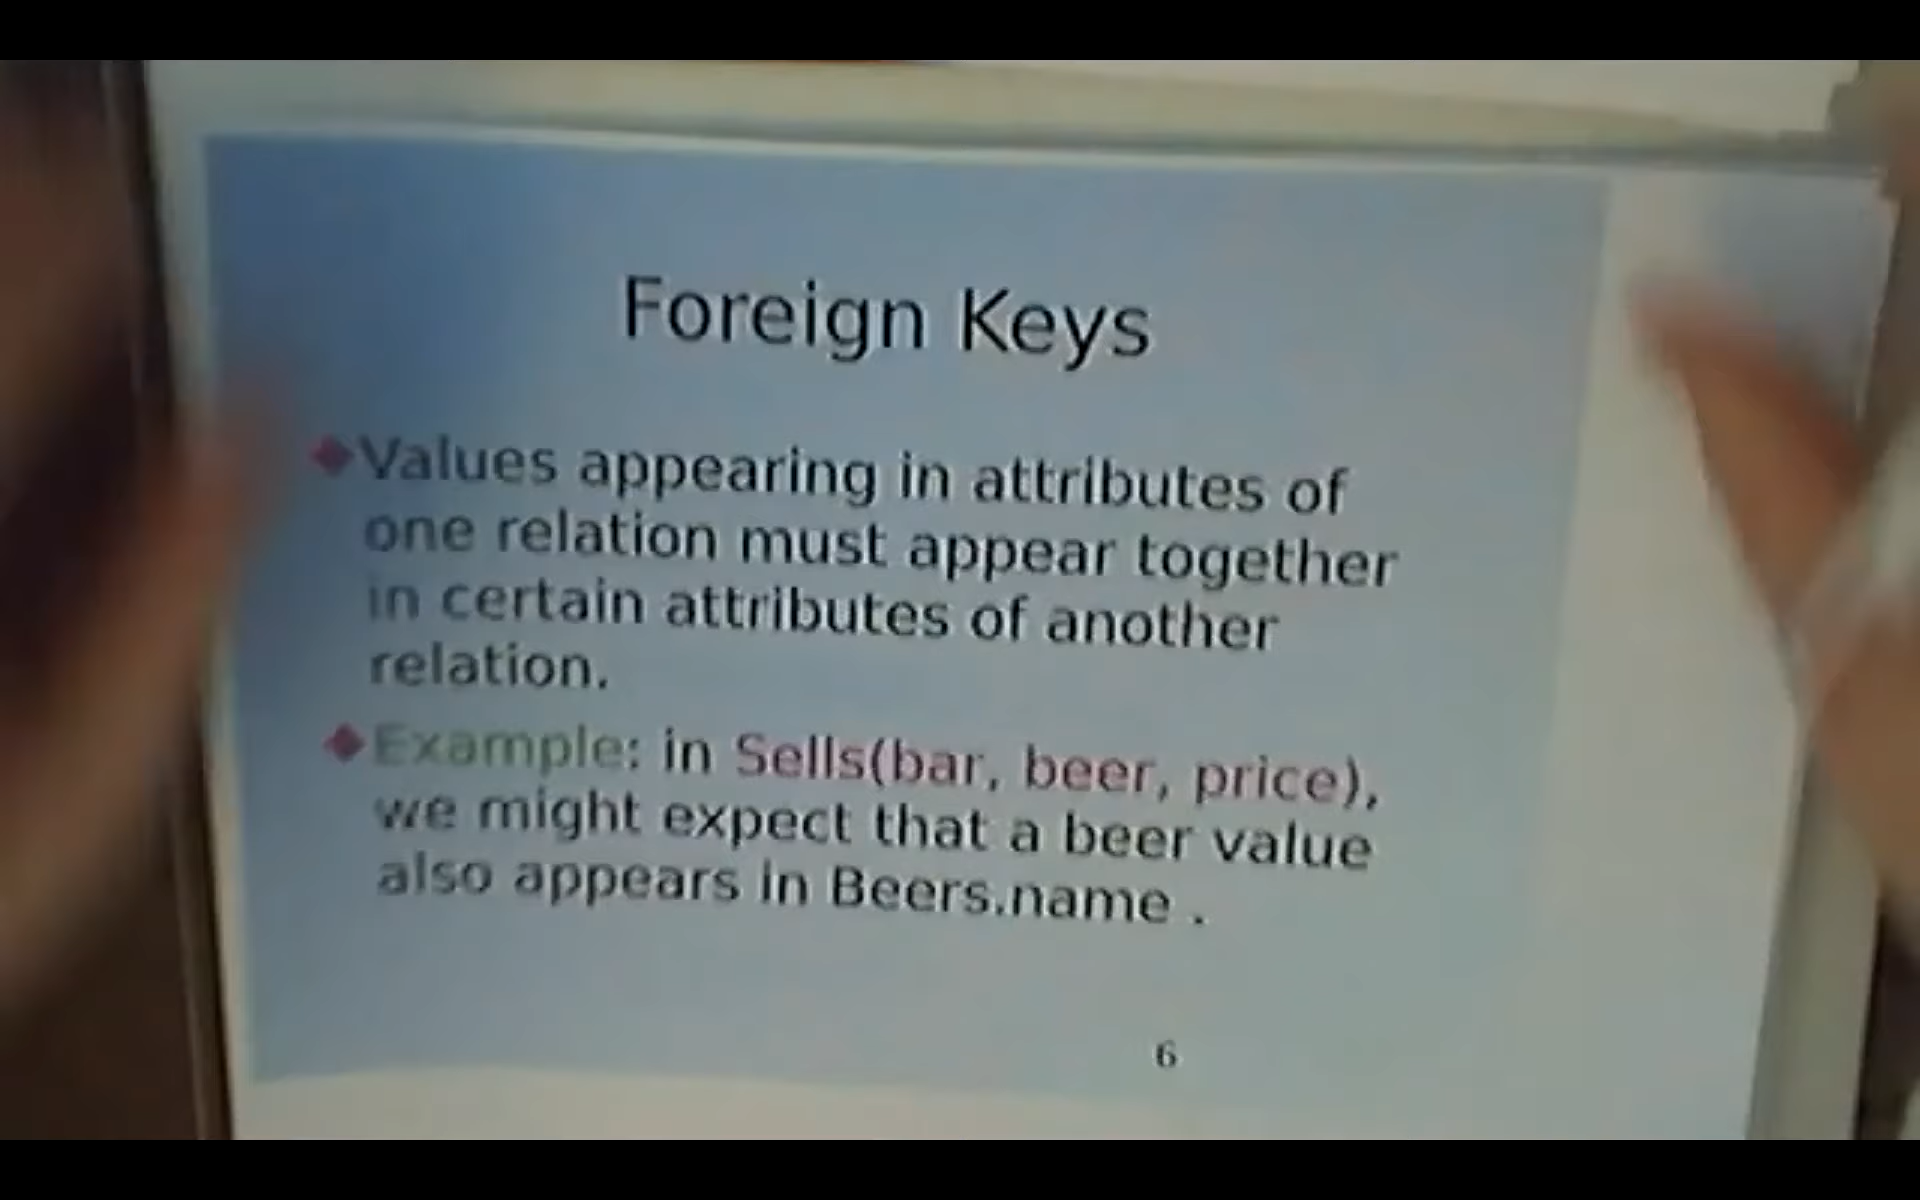 Foreign Keys
Values appearing in attributes of
one relation must appear together
in certain attributes of another
relation.
Example: in Sells(bar, beer, price),
we might expect that a beer value
also appears in Beers.name .
6